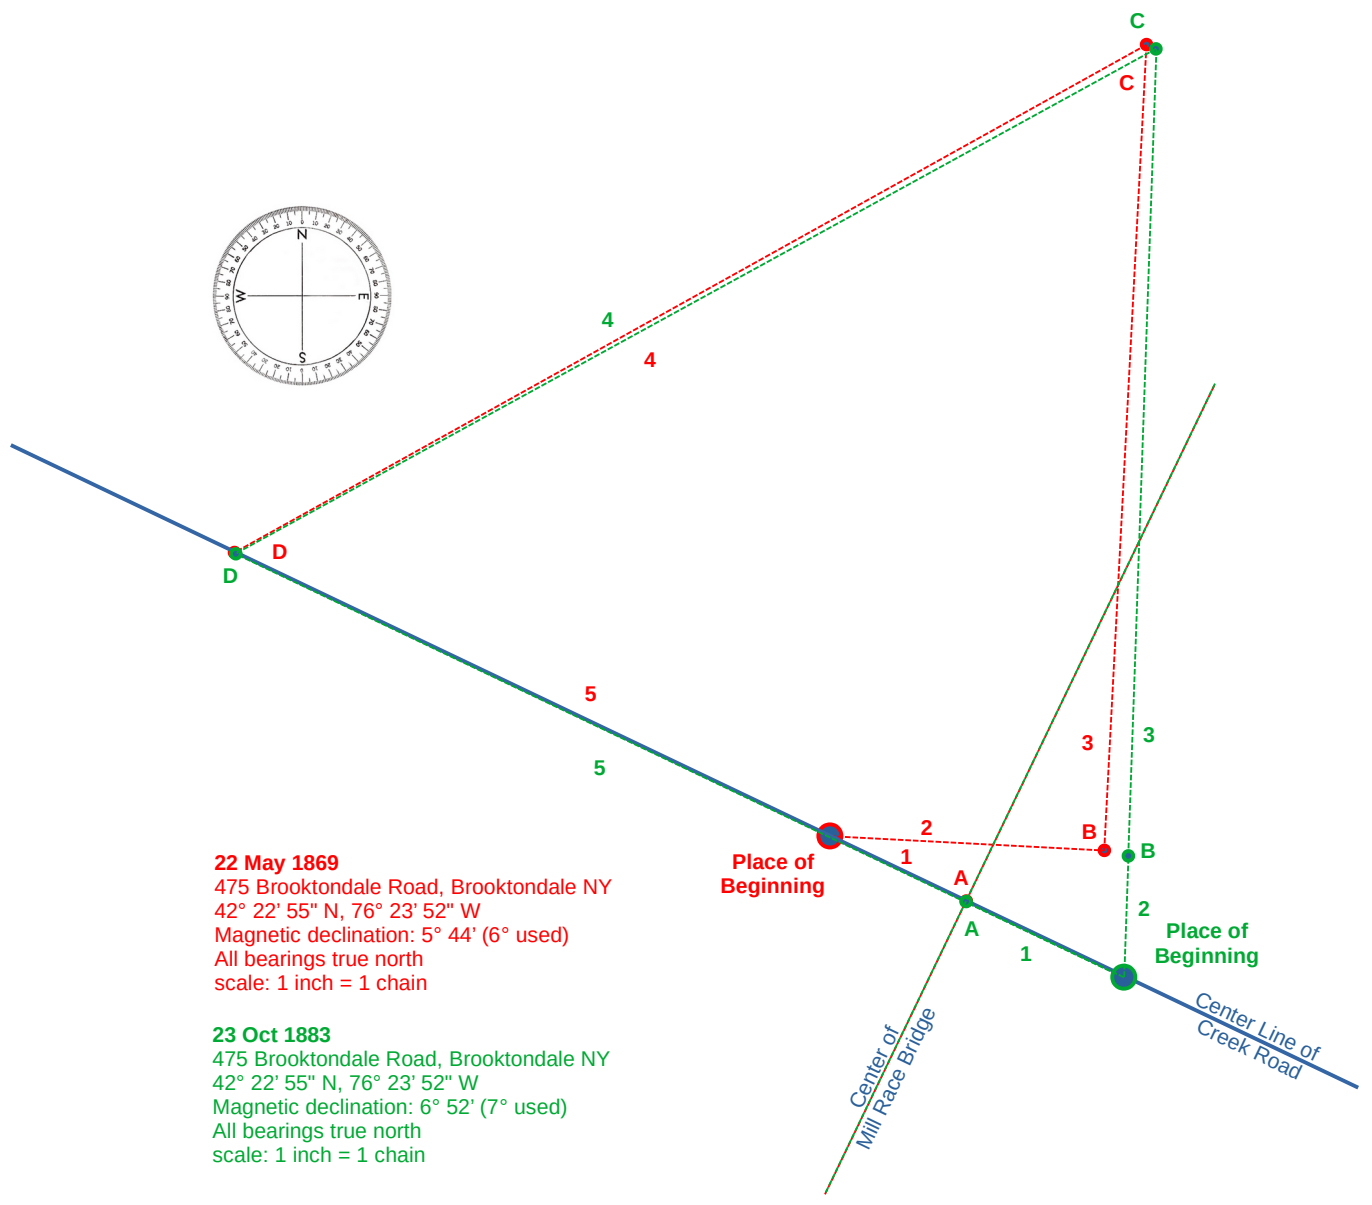 C
C
N
W
E
S
4
4
D
D
5
5
3
3
2
1
B
B
A
A
2
1
Place of
Beginning
Place of
Beginning
22 May 1869
475 Brooktondale Road, Brooktondale NY
42° 22’ 55" N, 76° 23’ 52" W
Magnetic declination: 5° 44’ (6° used)
All bearings true north
scale: 1 inch = 1 chain
23 Oct 1883
475 Brooktondale Road, Brooktondale NY
42° 22’ 55" N, 76° 23’ 52" W
Magnetic declination: 6° 52’ (7° used)
All bearings true north
scale: 1 inch = 1 chain
Center of
Mill Race Bridge
Center Line of
Creek Road